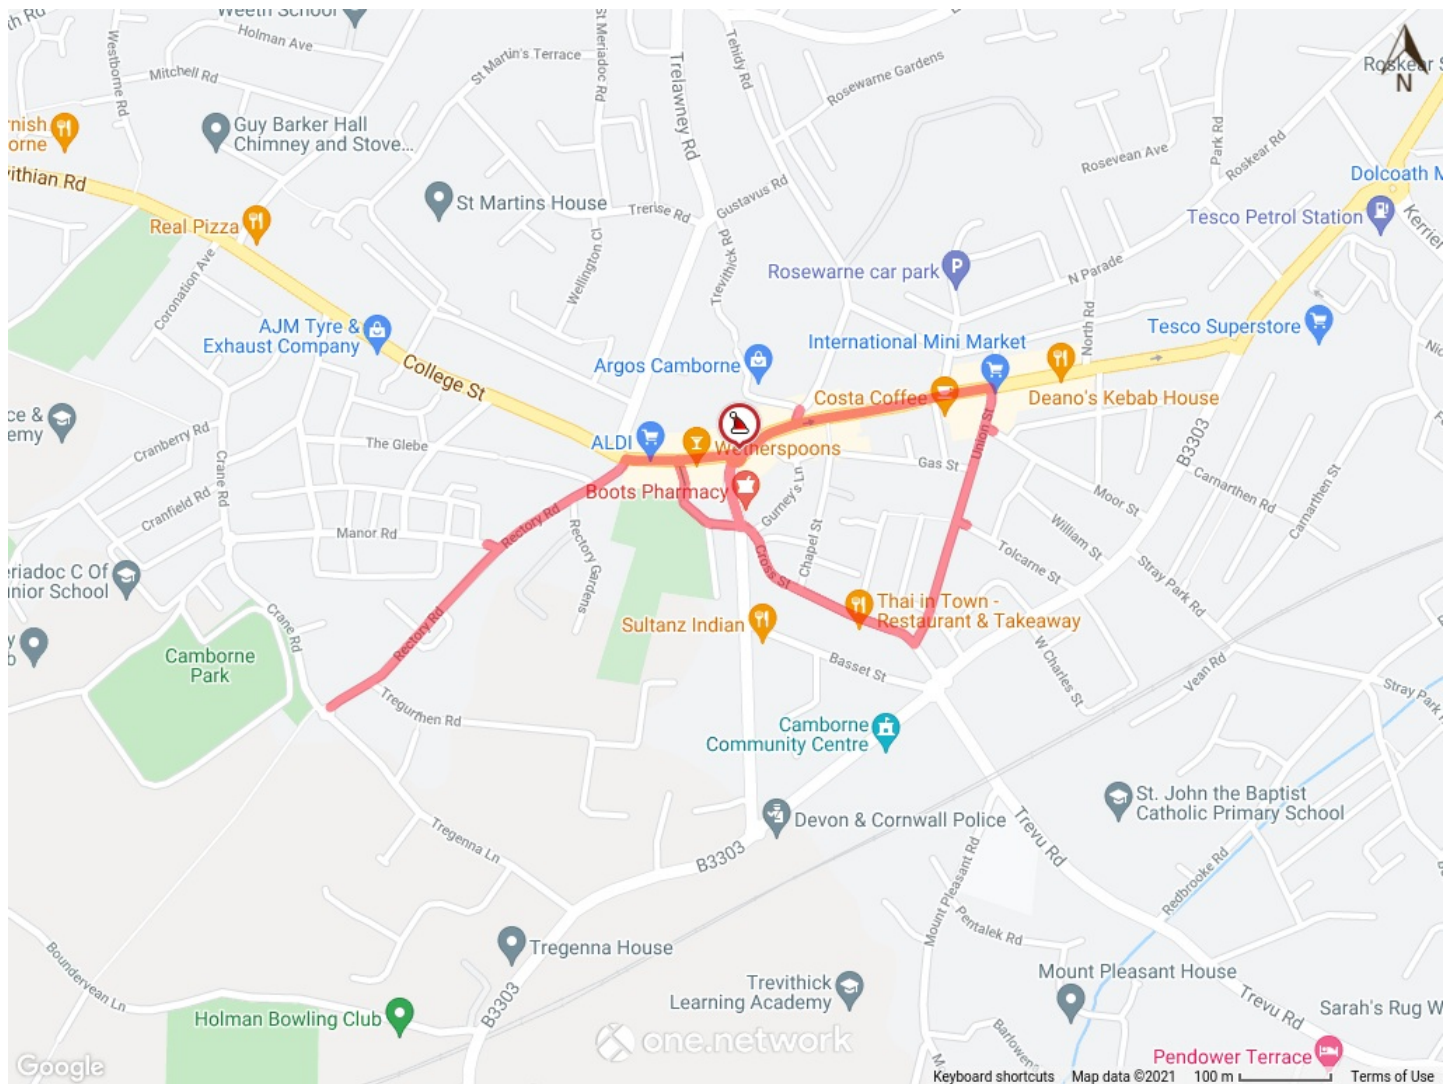 Weeth School
Holman Ave
Mitchell Rd
Westborne Rd
St Martin's Terrace
St Meriadoc Rd
Trelawney Rd
Tehidy Rd
Rosewarne Gardens
N
Guy Barker Hall
Chimney and Stove...
St Martins House
Real Pizza
Coronation Ave
Trerise Rd
Gustavus Rd
Trevithick Rd
Wellington Cl
Rosevean Ave
Park Rd
Roskear Rd
Tesco Petrol Station
Rosewarne car park
P
N Parade
North Rd
Tesco Superstore
International Mini Market
AJM Tyre &
Exhaust Company
College St
Argos Camborne
Costa Coffee
Deano's Kebab House
ALDI
Wetherspoons
Boots Pharmacy
Gas St
Union St
B3303
The Glebe
Cranberry Rd
Crane Rd
Cranfield Rd
Manor Rd
Rectory Rd
Rectory Gardens
Gurney's Ln
Chapel St
Cross St
Moor St
William St
Tolcarne St
Carnarthen Rd
Carnarthen St
Stray Park Rd
Thai in Town -
Restaurant & Takeaway
Sultanz Indian
Basset St
W Charles St
Vean Rd
Camborne
Park
Crane Rd
Rectory Rd
Camborne
Community Centre
Tregenna Ln
Devon & Cornwall Police
B3303
St. John the Baptist
Catholic Primary School
Trevu Rd
Redbrooke Rd
Mount Pleasant Rd
Pentalek Rd
Tregenna House
Boundervean Ln
B3303
Trevithick
Learning Academy
Mount Pleasant House
Trevu Rd
Holman Bowling Club
one.network
Pendower Terrace
Google
Keyboard shortcuts Map data ©2021 100 m Terms of Use